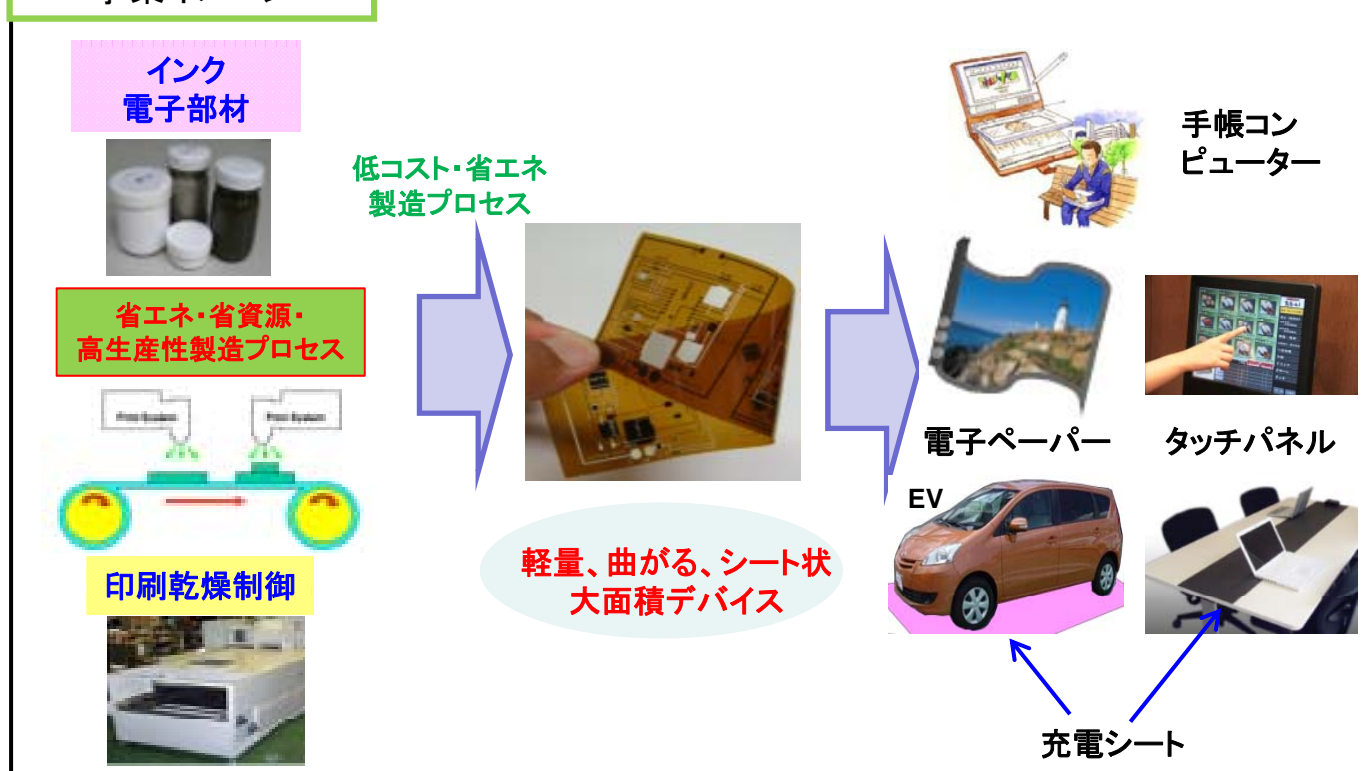 インク
電子部材
低コスト・省エネ
製造プロセス
省エネ・省資源・
高生産性製造プロセス
Print System
Print System
印刷乾燥制御
軽量、曲がる、シート状
大面積デバイス
手帳コン
ピューター
電子ペーパー
タッチパネル
EV
充電シート